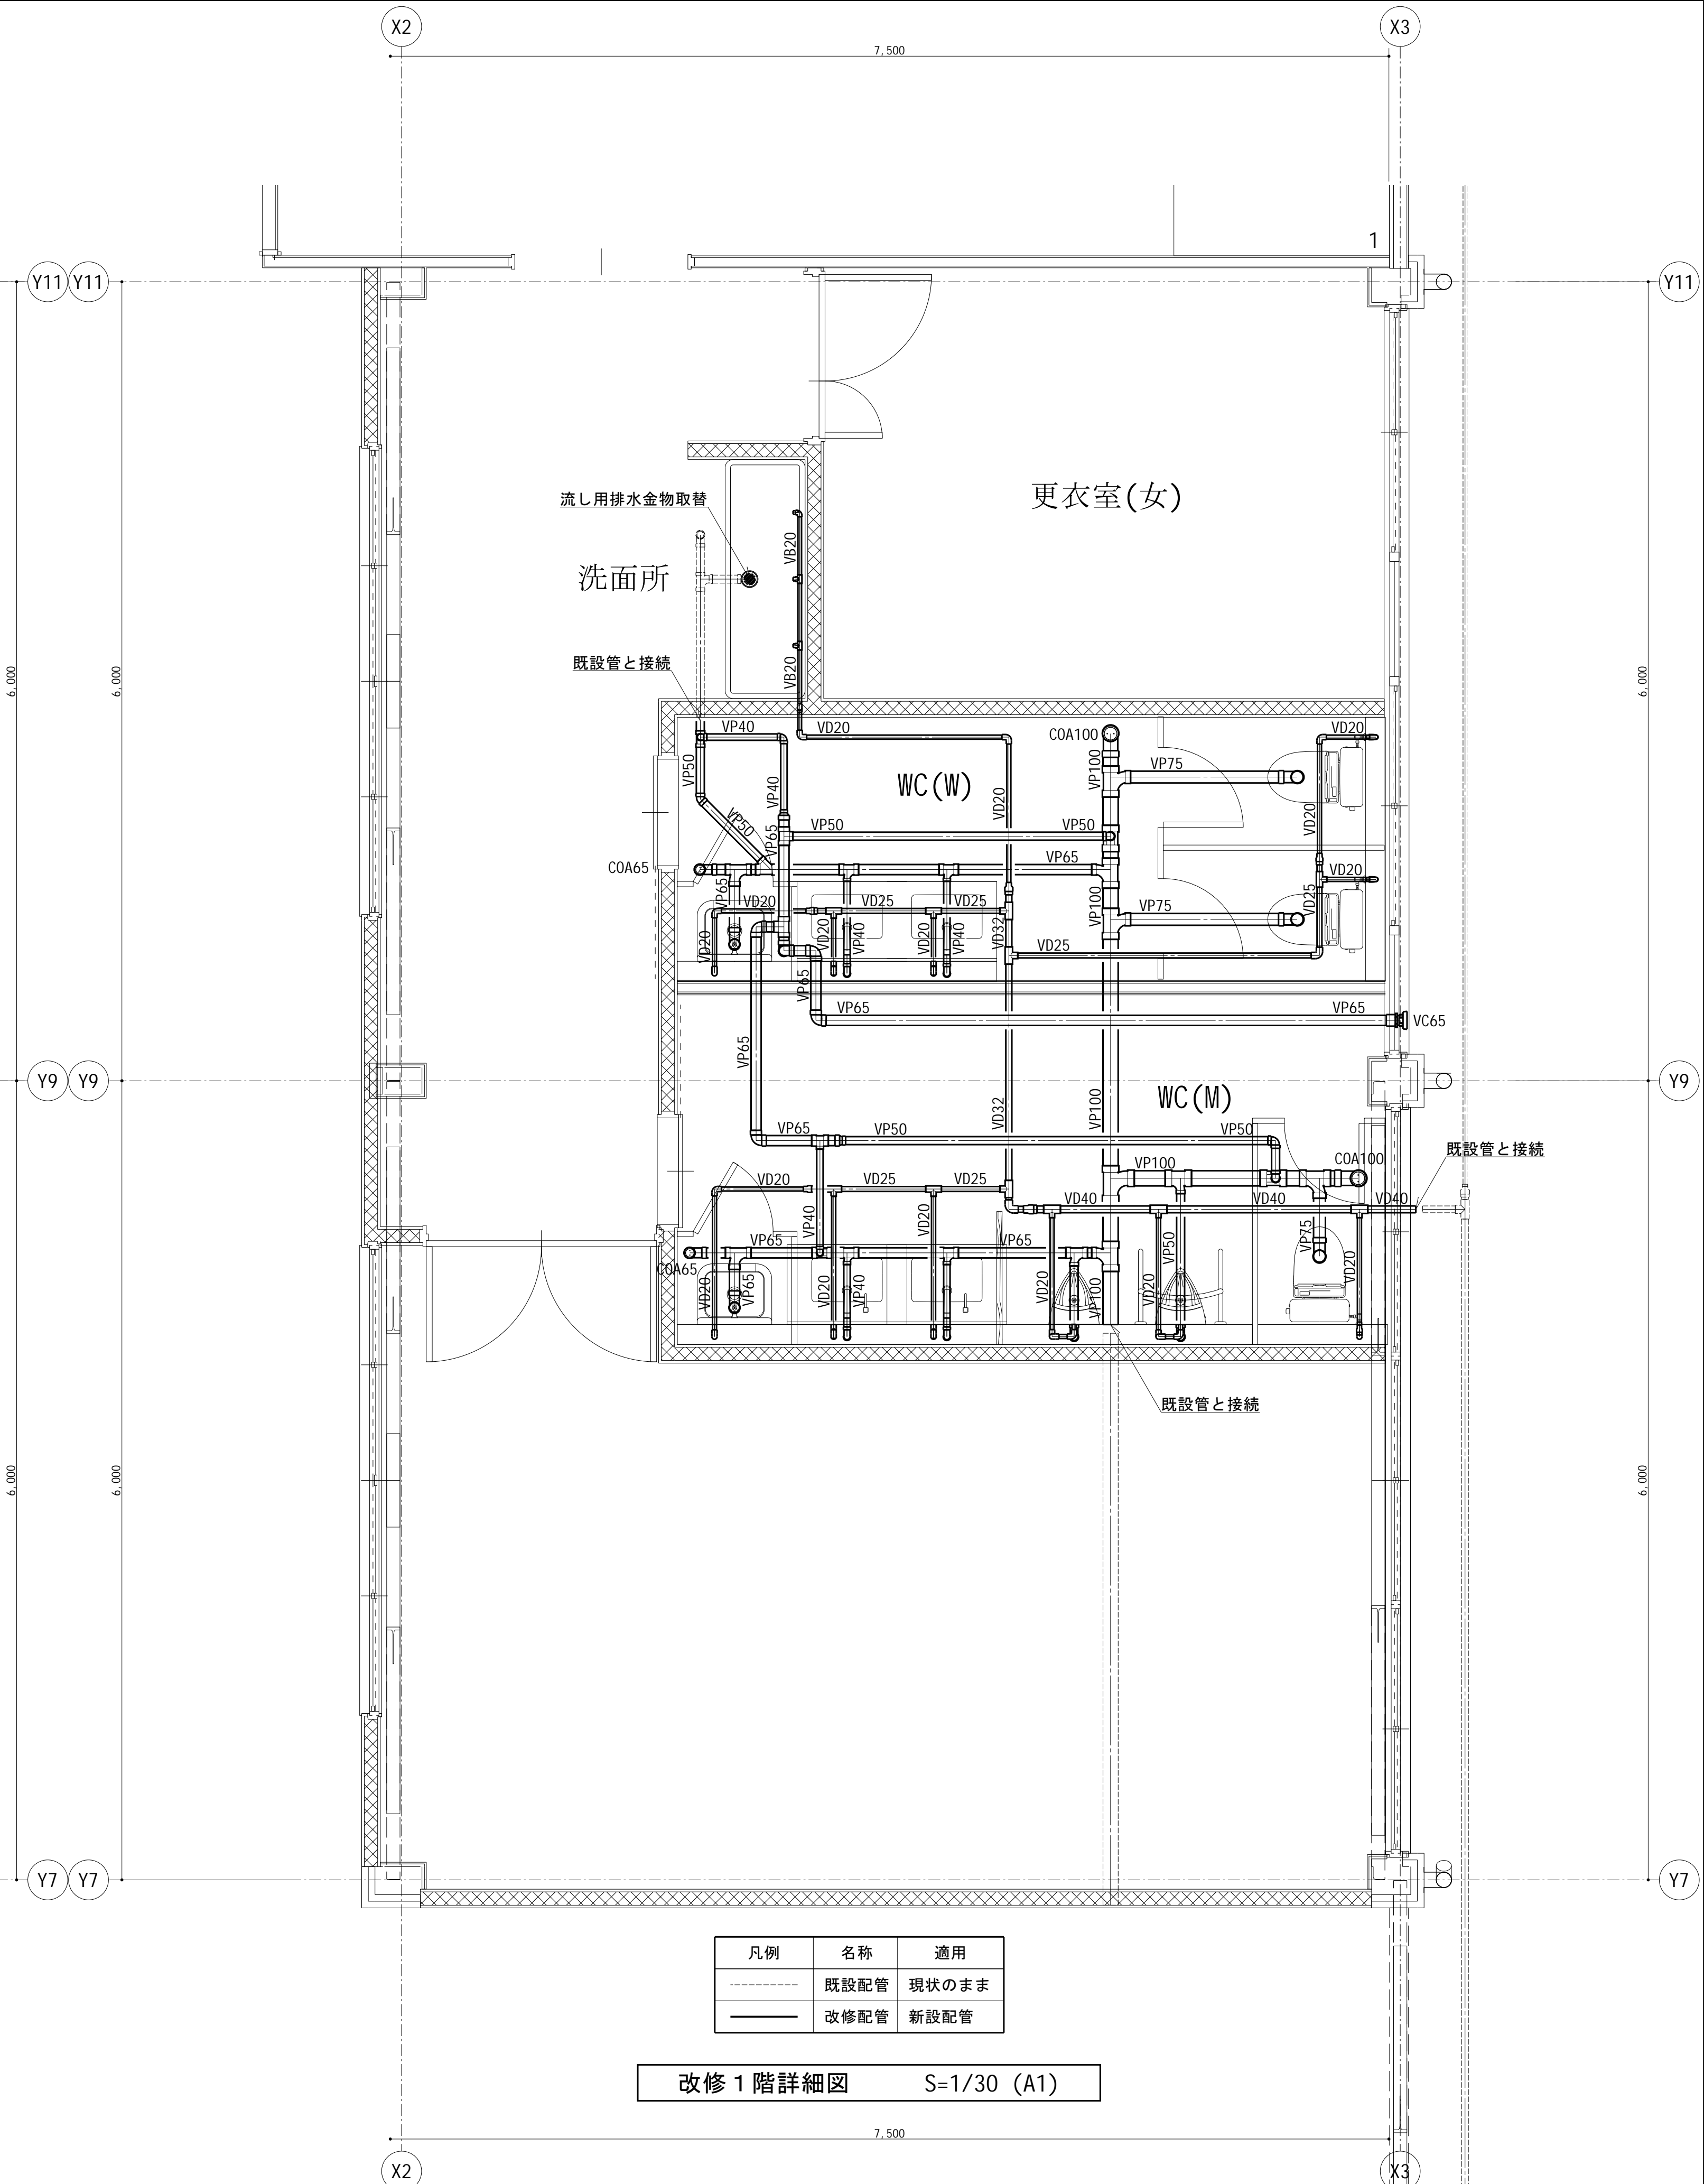 X2
X3
7,500
1
Y11
Y11
Y11
流し用排水金物取替
更衣室(女)
VB20
洗面所
6,000
6,000
既設管と接続
VB20
6,000
VP40
VD20
COA100
VD20
VP50
VP100
VP75
WC(W)
VP40
VD20
VD20
VP50
VP65
VP50
VP50
VP65
COA65
VD20
VP65
VD20
VD25
VD25
VP100
VP75
VD25
VD20
VD20
VP40
VD20
VP40
VD32
VD25
VP65
VP65
VP65
VC65
VP65
Y9
Y9
Y9
WC(M)
VD32
VP100
VP65
VP50
VP50
既設管と接続
VP100
COA100
VD20
VD25
VD25
VD40
VD40
VD40
VP40
VD20
VP50
VP75
VP65
VP65
COA65
VD20
VP65
VD20
VP40
VD20
VP100
VD20
VD20
既設管と接続
6,000
6,000
6,000
Y7
Y7
Y7
凡例 名称 適用
既設配管 現状のまま
改修配管 新設配管
改修1階詳細図 S=1/30 (A1)
7,500
X2
X3